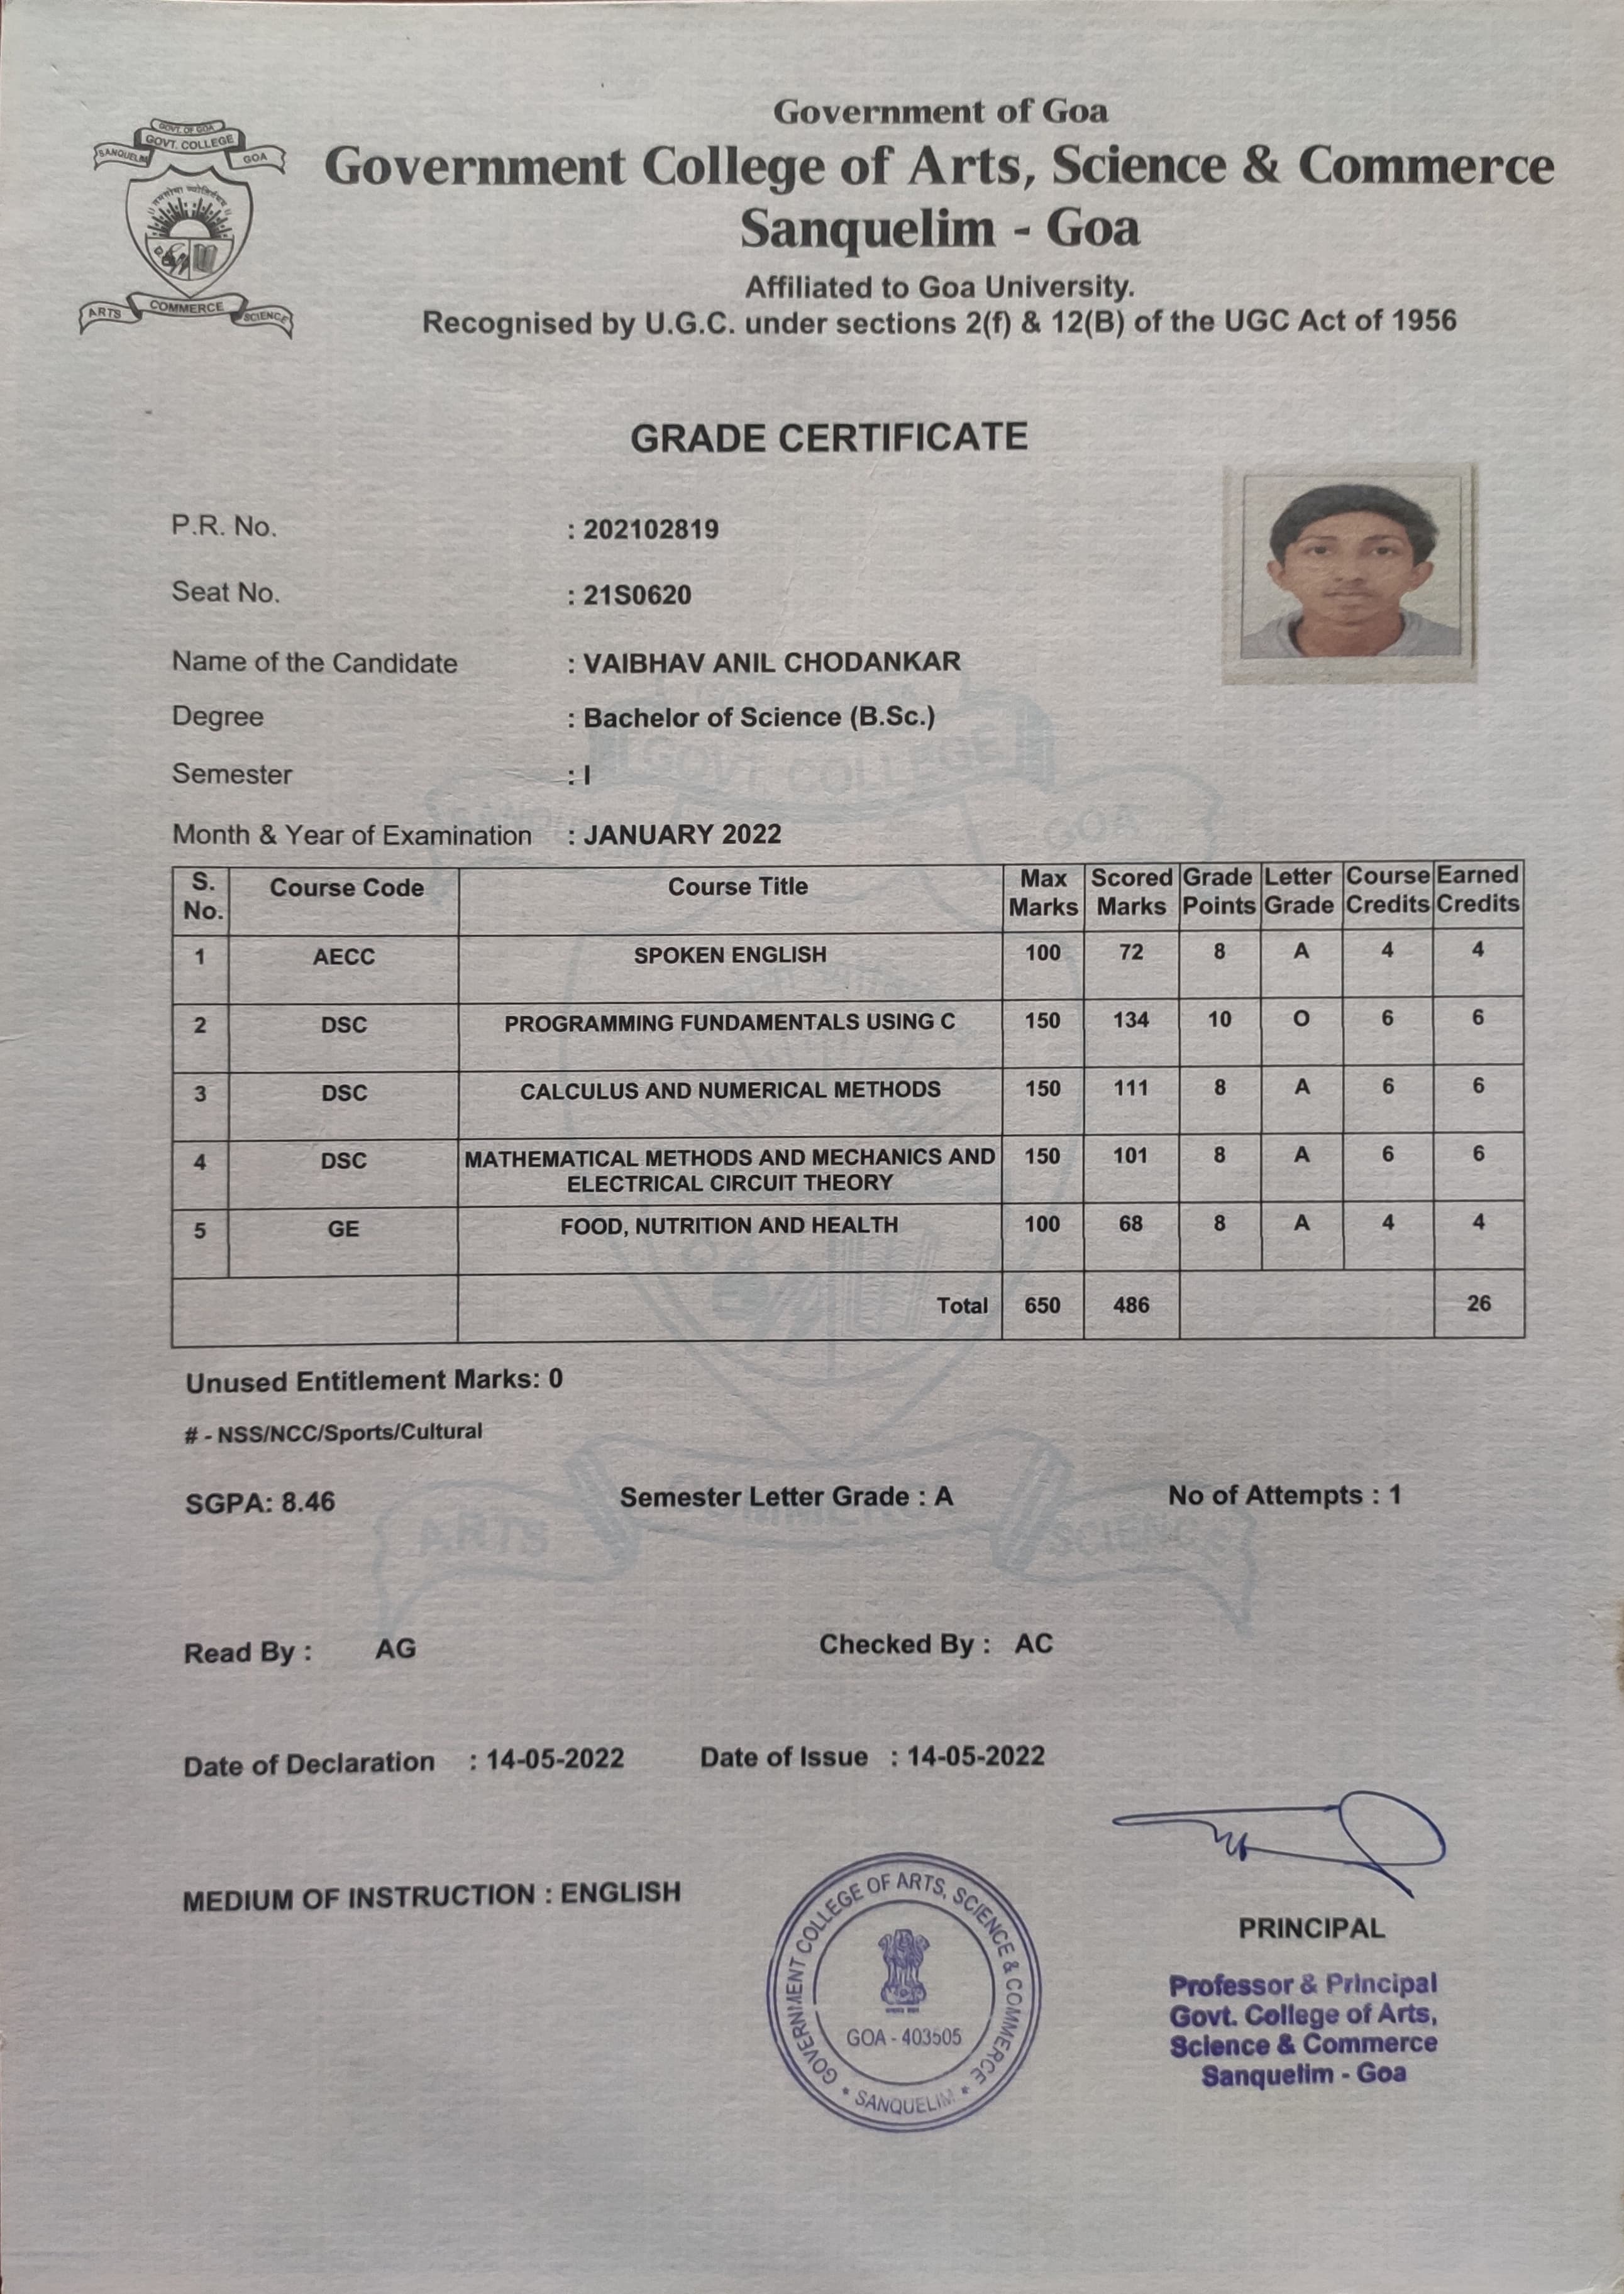 GOVT. OF GOA
GOVT. COLLEGE
SANQUELIM
GOA
ARTS
COMMERCE
SCIENCE
Government of Goa
Government College of Arts, Science & Commerce
Sanquelim - Goa
Affiliated to Goa University.
Recognised by U.G.C. under sections 2(f) & 12(B) of the UGC Act of 1956
GRADE CERTIFICATE
P.R. No. : 202102819
Seat No. : 21S0620
Name of the Candidate : VAIBHAV ANIL CHODANKAR
Degree : Bachelor of Science (B.Sc.)
Semester : I
Month & Year of Examination : JANUARY 2022
S. No. Course Code Course Title Max Marks Scored Marks Grade Points Letter Grade Course Credits Earned Credits
1 AECC SPOKEN ENGLISH 100 72 8 A 4 4
2 DSC PROGRAMMING FUNDAMENTALS USING C 150 134 10 O 6 6
3 DSC CALCULUS AND NUMERICAL METHODS 150 111 8 A 6 6
4 DSC MATHEMATICAL METHODS AND MECHANICS AND ELECTRICAL CIRCUIT THEORY 150 101 8 A 6 6
5 GE FOOD, NUTRITION AND HEALTH 100 68 8 A 4 4
Total 650 486 26
Unused Entitlement Marks: 0
# - NSS/NCC/Sports/Cultural
SGPA: 8.46 Semester Letter Grade : A No of Attempts : 1
Read By : AG Checked By : AC
Date of Declaration : 14-05-2022 Date of Issue : 14-05-2022
MEDIUM OF INSTRUCTION : ENGLISH
GOVERNMENT COLLEGE OF ARTS, SCIENCE & COMMERCE
GOA - 403505
SANQUELIM
PRINCIPAL
Professor & Principal
Govt. College of Arts,
Science & Commerce
Sanquelim - Goa